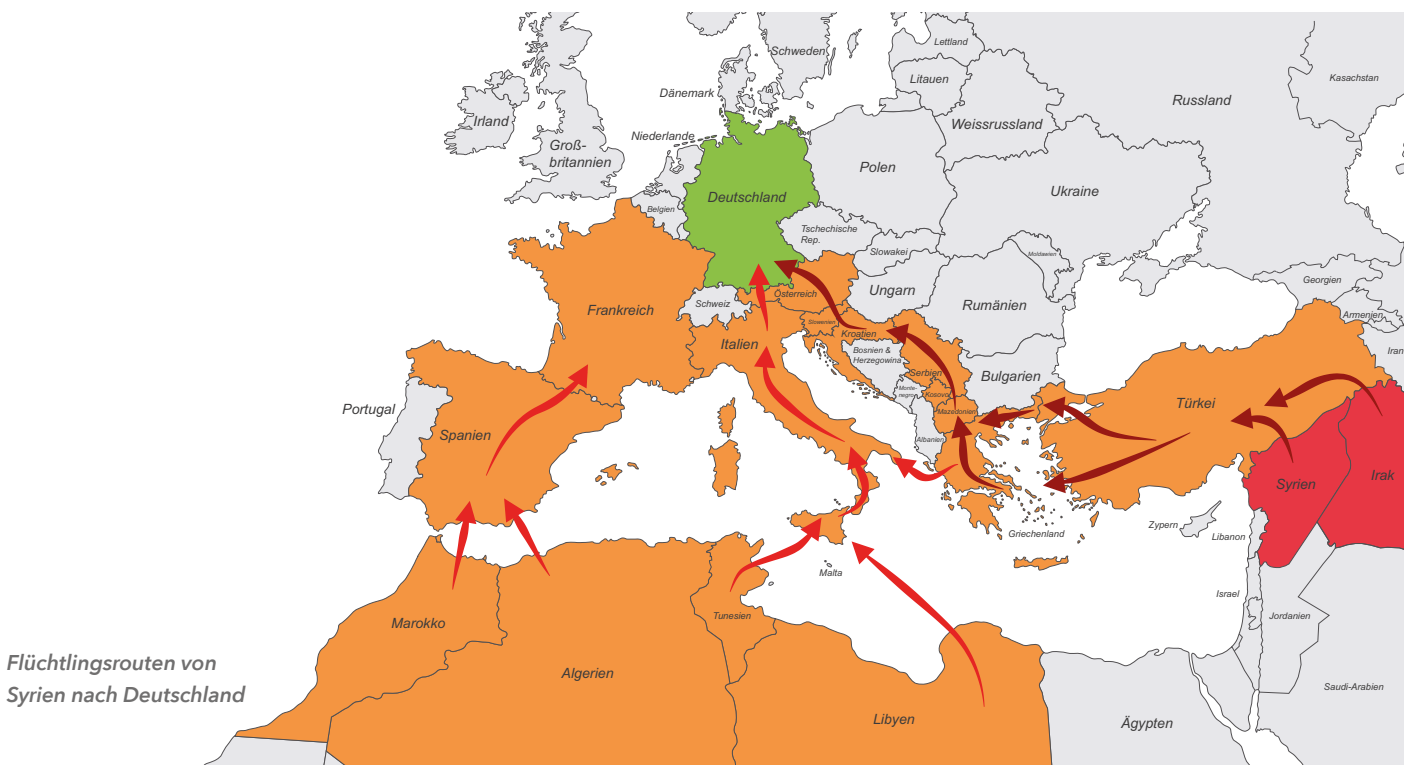 Lettland
Schweden
Kasachstan
Litauen
Dänemark
Russland
Irland
Weissrussland
Niederlande
Groß-
britannien
Polen
Ukraine
Deutschland
Belgien
Tschechische
Rep.
Slowakei
Moldawien
Georgien
Ungarn
Österreich
Schweiz
Rumänien
Frankreich
Armenien
Slowenien
Kroatien
Italien
Bosnien &
Herzegowina
Iran
Serbien
Bulgarien
Monte-
negro
Kosovo
Türkei
Portugal
Mazedonien
Spanien
Albanien
Irak
Syrien
Zypern
Griechenland
Libanon
Malta
Israel
Tunesien
Jordanien
Marokko
Flüchtlingsrouten von
Syrien nach Deutschland
Algerien
Saudi-Arabien
Libyen
Ägypten